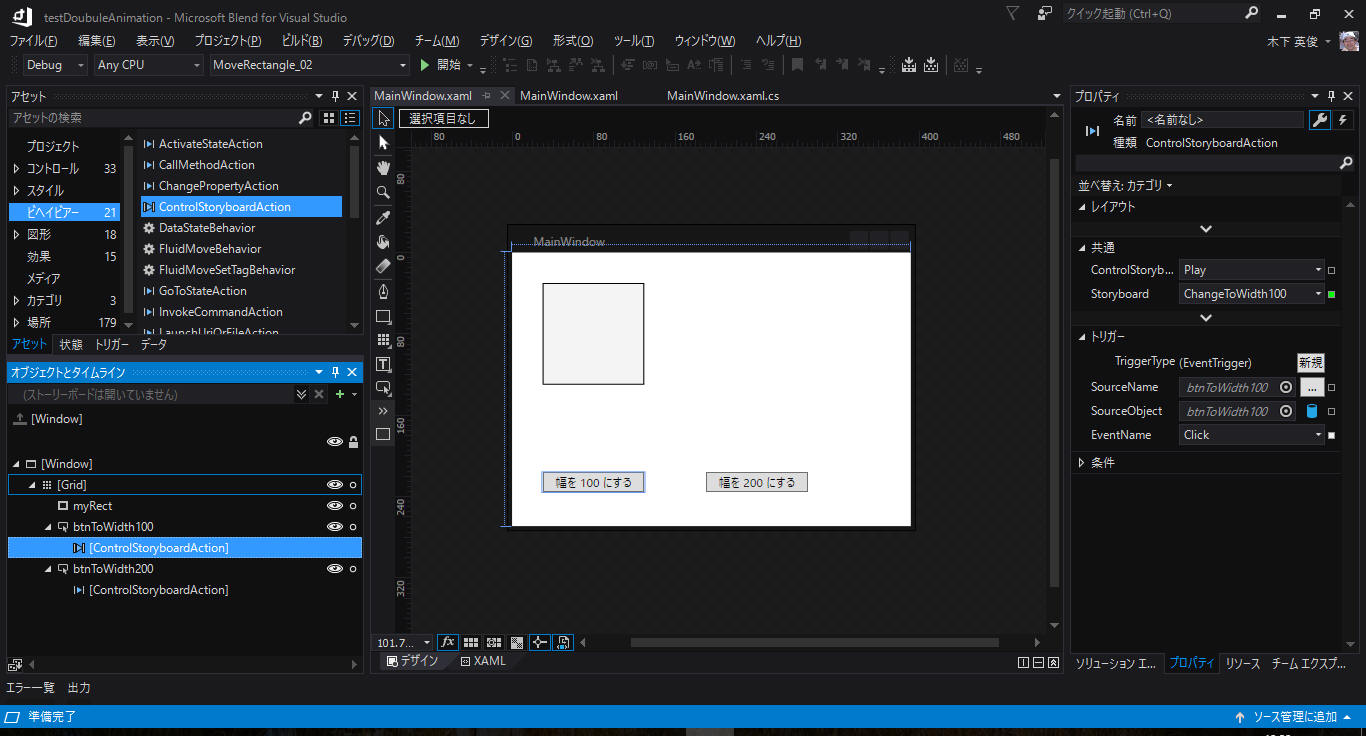 testDoubuleAnimation - Microsoft Blend for Visual Studio
クイック起動 (Ctrl+Q)
ファイル(F) 編集(E) 表示(V) プロジェクト(P) ビルド(B) デバッグ(D) チーム(M) デザイン(G) 形式(O) ツール(T) ウィンドウ(W) ヘルプ(H)
木下 英俊
Debug Any CPU MoveRectangle_02 開始
アセット
アセットの検索
プロジェクト
コントロール 33
スタイル
ビヘイビアー 21
図形 18
効果 15
メディア
カテゴリ 3
場所 179
ActivateStateAction
CallMethodAction
ChangePropertyAction
ControlStoryboardAction
DataStateBehavior
FluidMoveBehavior
FluidMoveSetTagBehavior
GoToStateAction
InvokeCommandAction
LaunchUriOrFileAction
アセット 状態 トリガー データ
オブジェクトとタイムライン
(ストーリーボードは開いていません)
[Window]
[Window]
[Grid]
myRect
btnToWidth100
[ControlStoryboardAction]
btnToWidth200
[ControlStoryboardAction]
MainWindow.xaml MainWindow.xaml MainWindow.xaml.cs
選択項目なし
80 0 80 160 240 320 400 480
80
0
80
160
240
320
MainWindow
幅を 100 にする 幅を 200 にする
101.7...
fx
デザイン XAML
プロパティ
名前 <名前なし>
種類 ControlStoryboardAction
並べ替え: カテゴリ
レイアウト
共通
ControlStoryb... Play
Storyboard ChangeToWidth100
トリガー
TriggerType (EventTrigger) 新規
SourceName btnToWidth100 ...
SourceObject btnToWidth100
EventName Click
条件
ソリューション エ... プロパティ リソース チーム エクスプ...
エラー一覧 出力
準備完了
ソース管理に追加